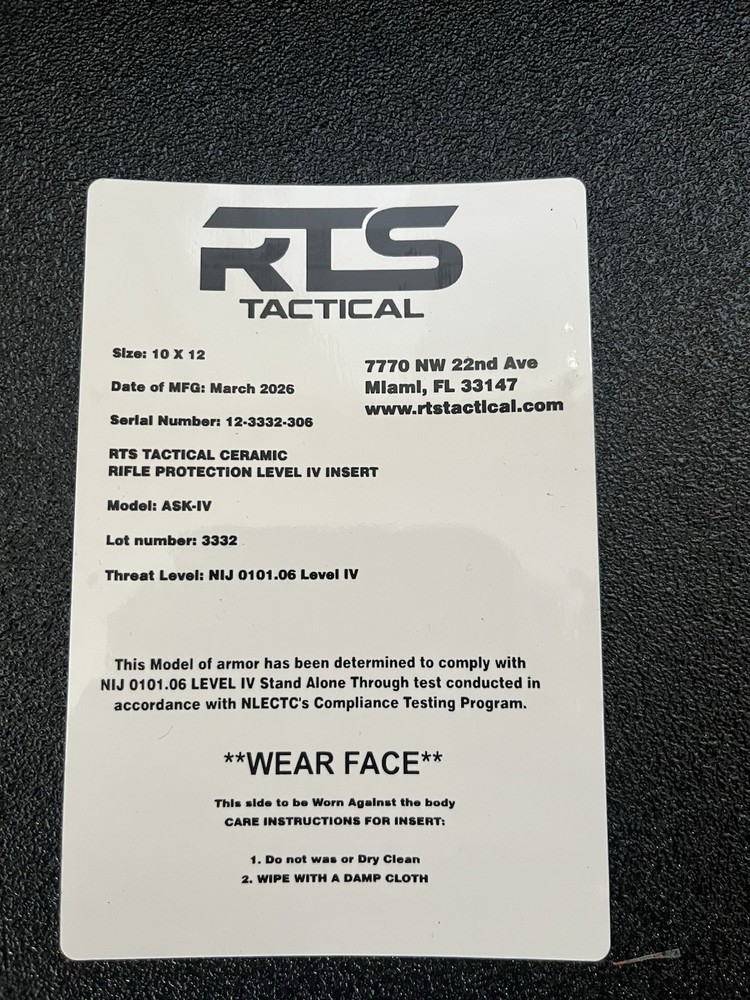 RTS
TACTICAL
Size: 10 X 12
Date of MFG: March 2026
Serial Number: 12-3332-306
7770 NW 22nd Ave
Miami, FL 33147
www.rtstactical.com
RTS TACTICAL CERAMIC
RIFLE PROTECTION LEVEL IV INSERT
Model: ASK-IV
Lot number: 3332
Threat Level: NIJ 0101.06 Level IV
This Model of armor has been determined to comply with
NIJ 0101.06 LEVEL IV Stand Alone Through test conducted in
accordance with NLECTC's Compliance Testing Program.
**WEAR FACE**
This side to be Worn Against the body
CARE INSTRUCTIONS FOR INSERT:
1. Do not was or Dry Clean
2. WIPE WITH A DAMP CLOTH